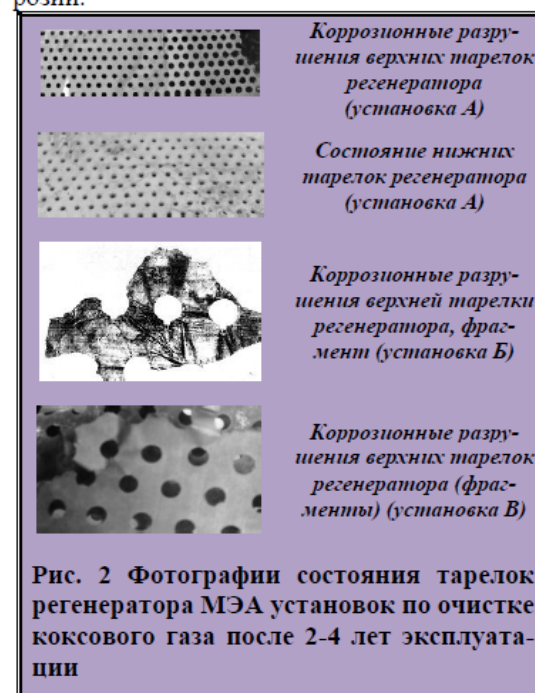 розии.
Коррозионные разру-
шения верхних тарелок
регенератора
(установка А)
Состояние нижних
тарелок регенератора
(установка А)
Коррозионные разру-
шения верхней тарелки
регенератора, фраг-
мент (установка Б)
Коррозионные разру-
шения верхних тарелок
регенератора (фраг-
менты) (установка В)
Рис. 2 Фотографии состояния тарелок
регенератора МЭА установок по очистке
коксового газа после 2-4 лет эксплуата-
ции